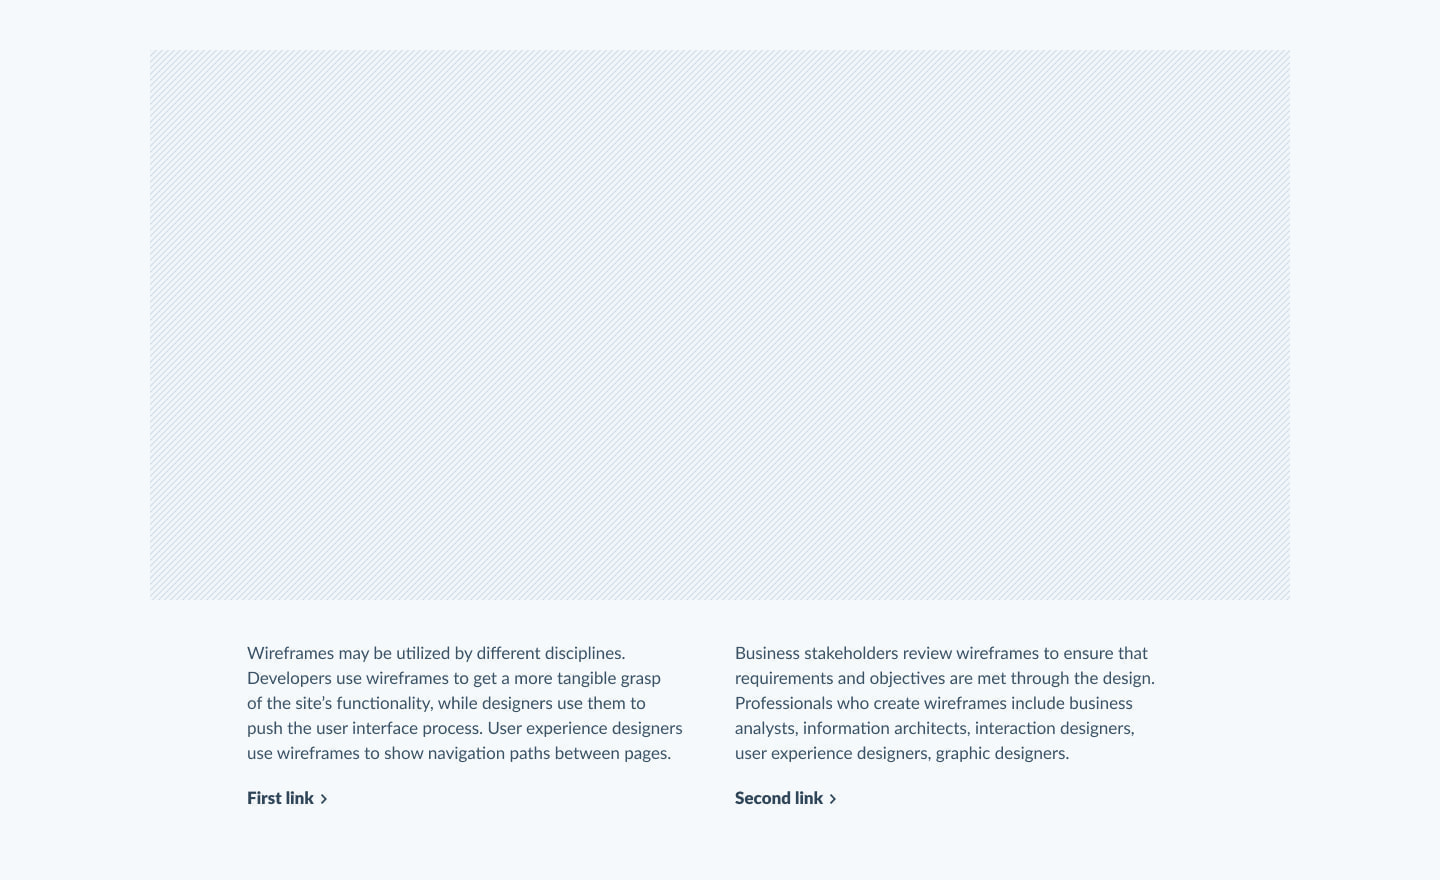 Wireframes may be utilized by different disciplines.
Developers use wireframes to get a more tangible grasp
of the site’s functionality, while designers use them to
push the user interface process. User experience designers
use wireframes to show navigation paths between pages.
First link
Business stakeholders review wireframes to ensure that
requirements and objectives are met through the design.
Professionals who create wireframes include business
analysts, information architects, interaction designers,
user experience designers, graphic designers.
Second link